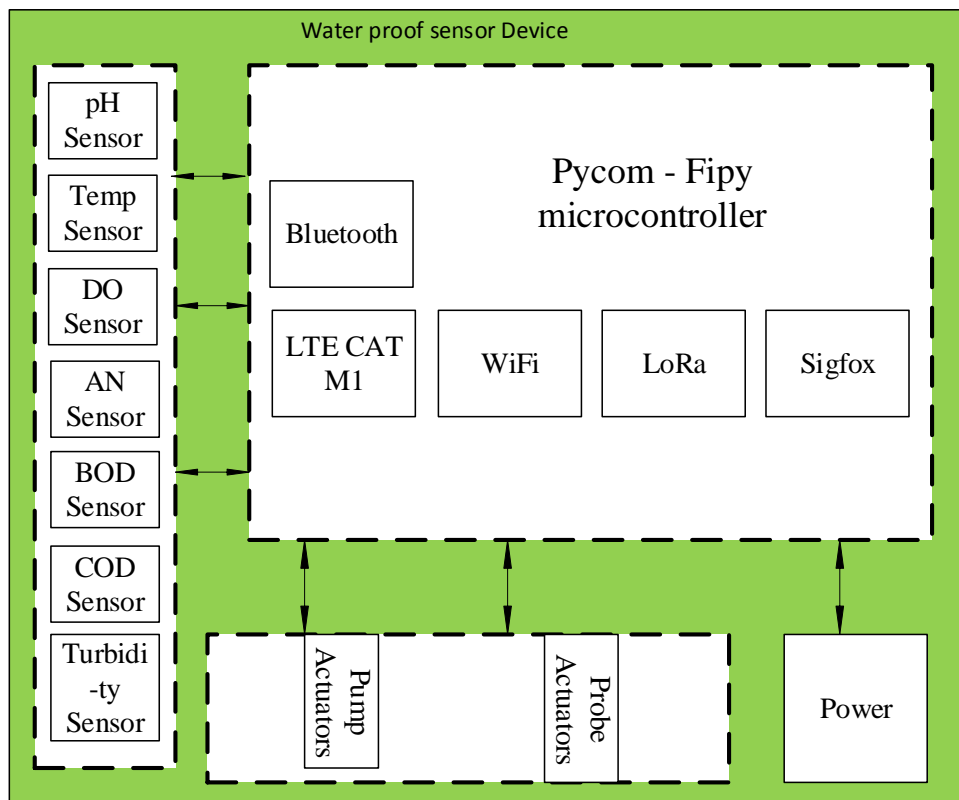 Water proof sensor Device
pH
Sensor
Temp
Sensor
DO
Sensor
AN
Sensor
BOD
Sensor
COD
Sensor
Turbidi
-ty
Sensor
Pycom - Fipy
microcontroller
Bluetooth
LTE CAT
M1
WiFi
LoRa
Sigfox
Pump
Actuators
Probe
Actuators
Power